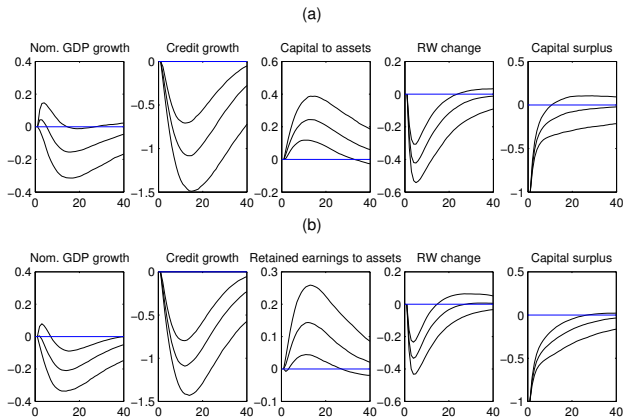 (a)
Nom. GDP growth Credit growth Capital to assets RW change Capital surplus
0.4 0 0.6 0.2 0.5
0.2 −0.5 0.4 0 0
0 −1 0.2 −0.2 −0.5
−0.2 0 −0.4
−0.4 −1.5 0.2 −0.6 −1
0 20 40 0 20 40 0 20 40 0 20 40 0 20 40
(b)
Nom. GDP growth Credit growth Retained earnings to assets RW change Capital surplus
0.4 0 0.3 0.2 0.5
0.2 −0.5 0.2 0 0
0 −1 0.1 −0.2 −0.5
−0.2 0 −0.4
−0.4 −1.5 −0.1 −0.6 −1
0 20 40 0 20 40 0 20 40 0 20 40 0 20 40